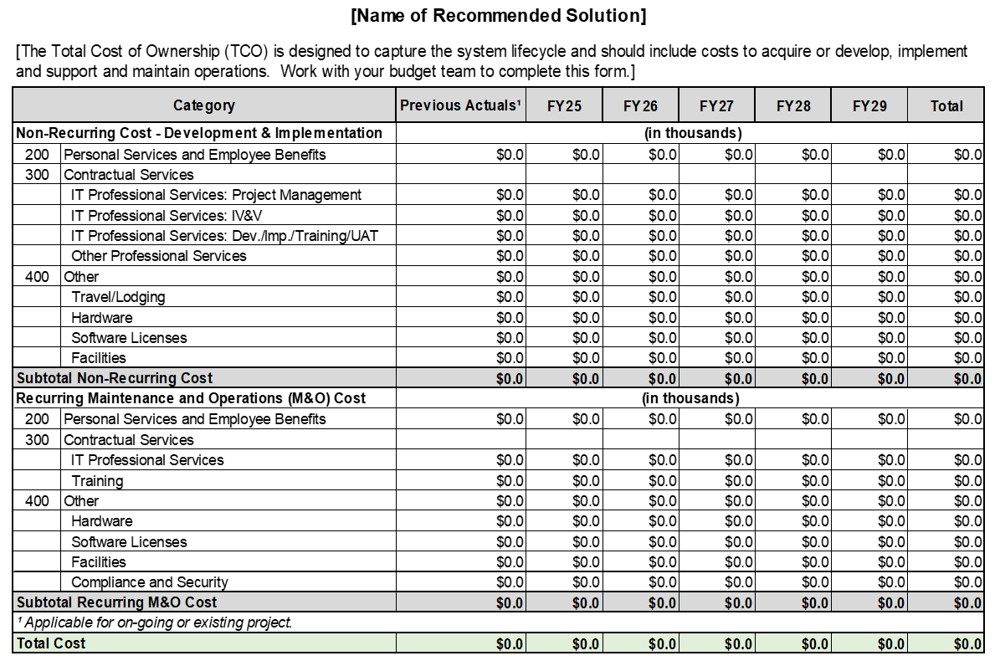 [Name of Recommended Solution]
[The Total Cost of Ownership (TCO) is designed to capture the system lifecycle and should include costs to acquire or develop, implement
and support and maintain operations.  Work with your budget team to complete this form.]
Category Previous Actuals¹ FY25 FY26 FY27 FY28 FY29 Total
Non-Recurring Cost - Development & Implementation (in thousands)
200 Personal Services and Employee Benefits $0.0 $0.0 $0.0 $0.0 $0.0 $0.0 $0.0
300 Contractual Services
IT Professional Services: Project Management $0.0 $0.0 $0.0 $0.0 $0.0 $0.0 $0.0
IT Professional Services: IV&V $0.0 $0.0 $0.0 $0.0 $0.0 $0.0 $0.0
IT Professional Services: Dev./Imp./Training/UAT $0.0 $0.0 $0.0 $0.0 $0.0 $0.0 $0.0
Other Professional Services $0.0 $0.0 $0.0 $0.0 $0.0 $0.0 $0.0
400 Other $0.0 $0.0 $0.0 $0.0 $0.0 $0.0 $0.0
Travel/Lodging $0.0 $0.0 $0.0 $0.0 $0.0 $0.0 $0.0
Hardware $0.0 $0.0 $0.0 $0.0 $0.0 $0.0 $0.0
Software Licenses $0.0 $0.0 $0.0 $0.0 $0.0 $0.0 $0.0
Facilities $0.0 $0.0 $0.0 $0.0 $0.0 $0.0 $0.0
Subtotal Non-Recurring Cost $0.0 $0.0 $0.0 $0.0 $0.0 $0.0 $0.0
Recurring Maintenance and Operations (M&O) Cost (in thousands)
200 Personal Services and Employee Benefits $0.0 $0.0 $0.0 $0.0 $0.0 $0.0 $0.0
300 Contractual Services
IT Professional Services $0.0 $0.0 $0.0 $0.0 $0.0 $0.0 $0.0
Training $0.0 $0.0 $0.0 $0.0 $0.0 $0.0 $0.0
400 Other $0.0 $0.0 $0.0 $0.0 $0.0 $0.0 $0.0
Hardware $0.0 $0.0 $0.0 $0.0 $0.0 $0.0 $0.0
Software Licenses $0.0 $0.0 $0.0 $0.0 $0.0 $0.0 $0.0
Facilities $0.0 $0.0 $0.0 $0.0 $0.0 $0.0 $0.0
Compliance and Security $0.0 $0.0 $0.0 $0.0 $0.0 $0.0 $0.0
Subtotal Recurring M&O Cost $0.0 $0.0 $0.0 $0.0 $0.0 $0.0 $0.0
¹ Applicable for on-going or existing project.
Total Cost $0.0 $0.0 $0.0 $0.0 $0.0 $0.0 $0.0